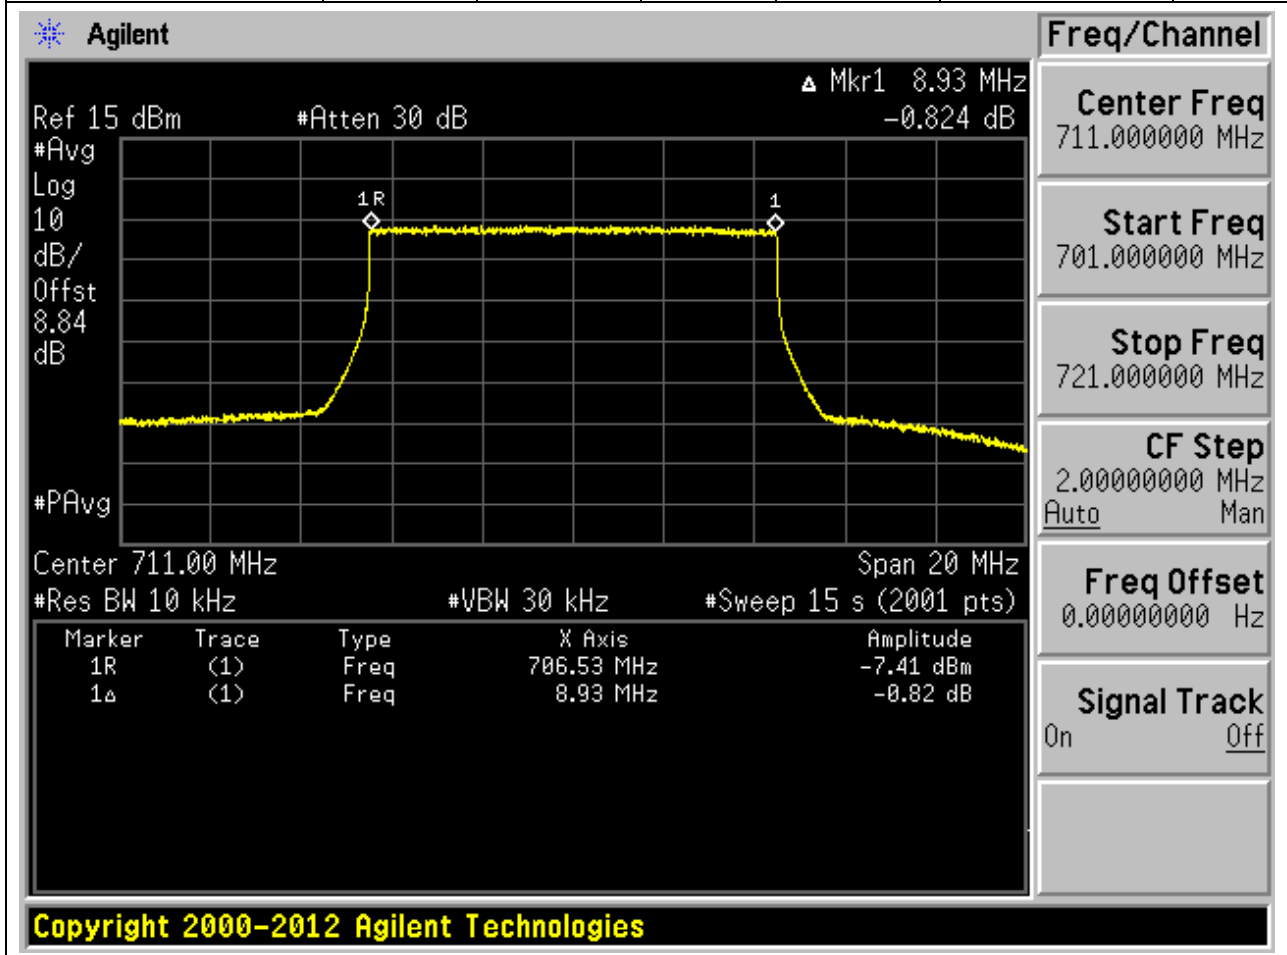 Agilent
Freq/Channel
▵ Mkr1 8.93 MHz
Ref 15 dBm #Atten 30 dB -0.824 dB
#Avg
Log
10
dB/
Offst
8.84
dB
#PAvg
1R
1
Center 711.00 MHz Span 20 MHz
#Res BW 10 kHz #VBW 30 kHz #Sweep 15 s (2001 pts)
Marker Trace Type X Axis Amplitude
1R (1) Freq 706.53 MHz -7.41 dBm
1▵ (1) Freq 8.93 MHz -0.82 dB
Center Freq
711.000000 MHz
Start Freq
701.000000 MHz
Stop Freq
721.000000 MHz
CF Step
2.00000000 MHz
Auto Man
Freq Offset
0.00000000 Hz
Signal Track
On Off
Copyright 2000-2012 Agilent Technologies